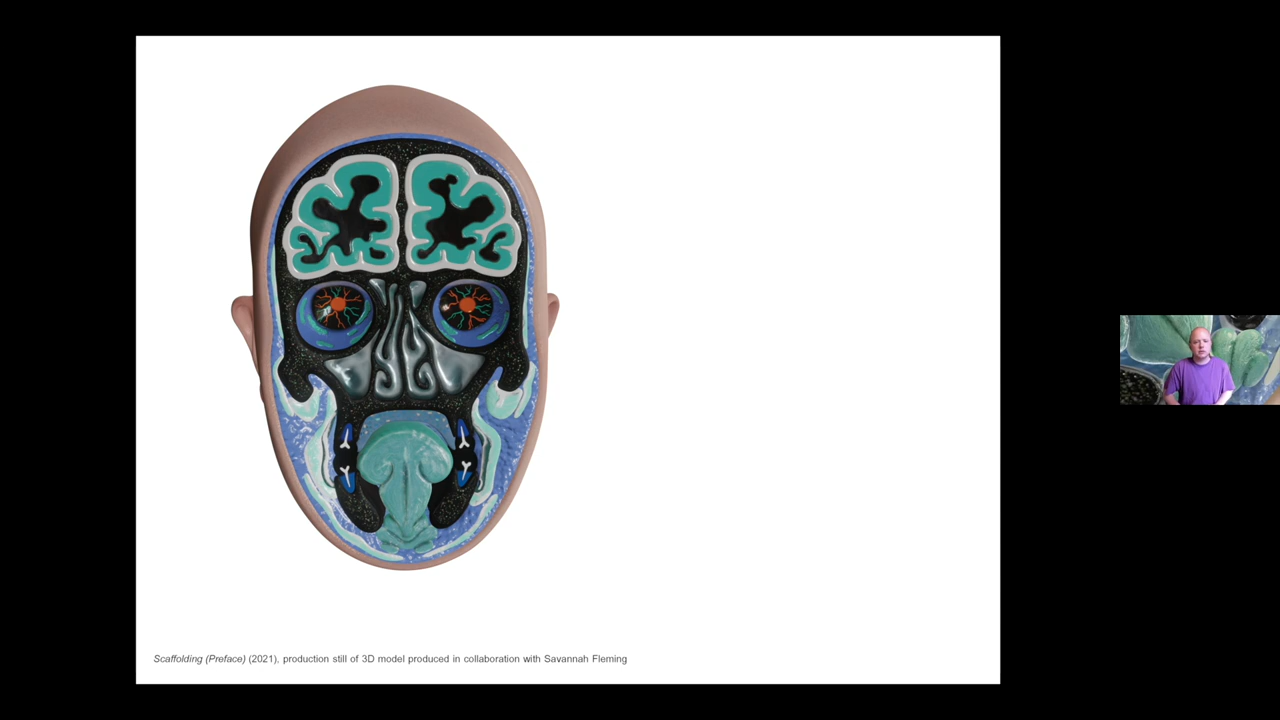 Scaffolding (Preface) (2021), production still of 3D model produced in collaboration with Savannah Fleming